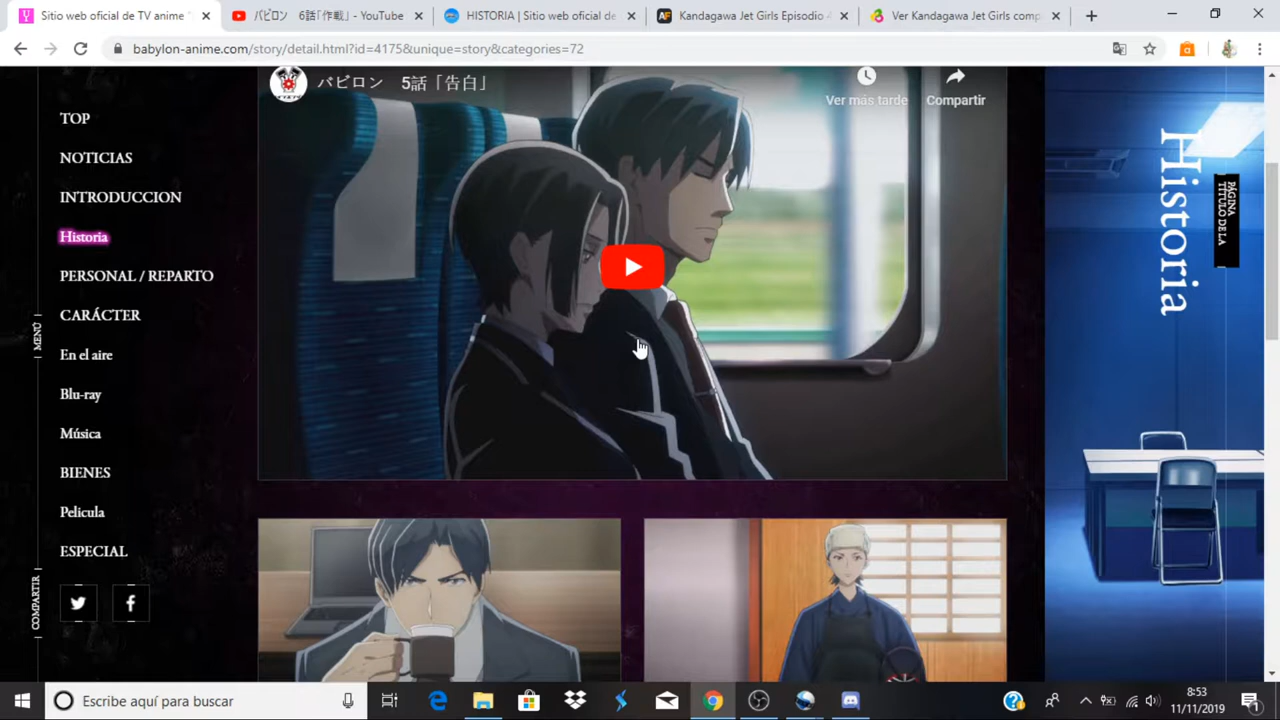 Sitio web oficial de TV anime "
バビロン 6話「作戦」 - YouTube
HISTORIA | Sitio web oficial de
Kandagawa Jet Girls Episodio 4
Ver Kandagawa Jet Girls comp
babylon-anime.com/story/detail.html?id=4175&unique=story&categories=72
バビロン 5話「告白」
Ver más tarde
Compartir
TOP
NOTICIAS
INTRODUCCION
Historia
PERSONAL / REPARTO
CARÁCTER
En el aire
Blu-ray
Música
BIENES
Pelicula
ESPECIAL
MENÚ
COMPARTIR
Historia
PÁGINA
TÍTULO DE LA
Escribe aquí para buscar
8:53
11/11/2019
1